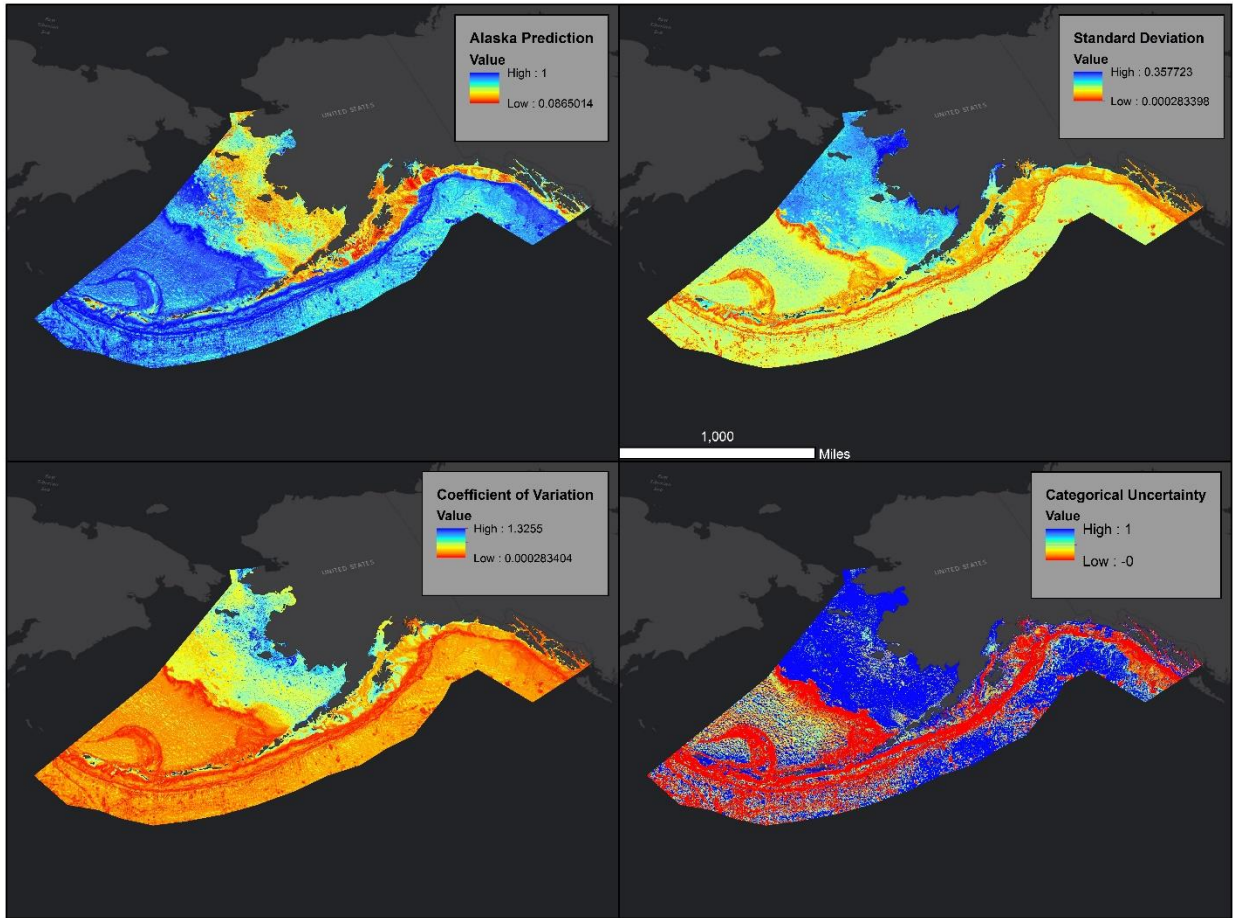 Alaska Prediction
Value
High : 1
Low : 0.0865014
UNITED STATES
Standard Deviation
Value
High : 0.357723
Low : 0.000283398
UNITED STATES
1,000
Miles
Coefficient of Variation
Value
High : 1.3255
Low : 0.000283404
UNITED STATES
Categorical Uncertainty
Value
High : 1
Low : -0
UNITED STATES